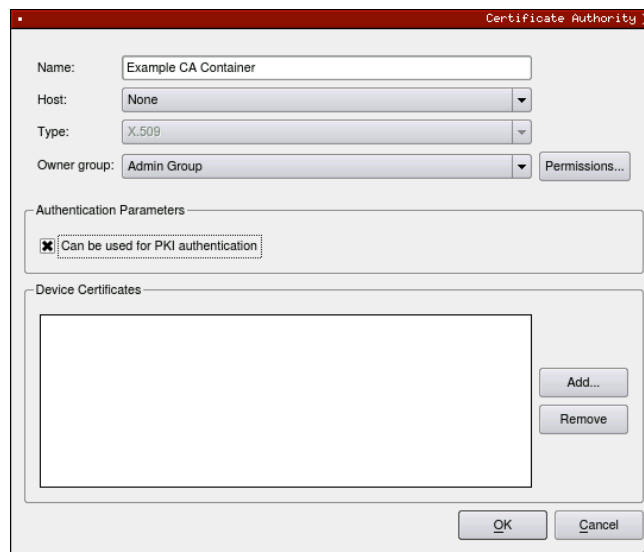 Certificate Authority
Name: Example CA Container
Host: None
Type: X.509
Owner group: Admin Group Permissions...
Authentication Parameters
Can be used for PKI authentication
Device Certificates
Add...
Remove
OK Cancel